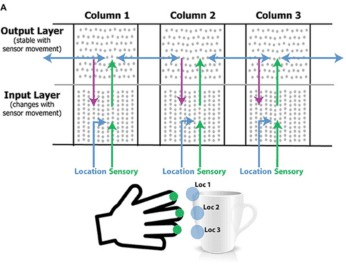 A
Column 1 Column 2 Column 3
Output Layer
(stable with
sensor movement)
Input Layer
(changes with
sensor movement)
Location Sensory Location Sensory Location Sensory
Loc 1
Loc 2
Loc 3